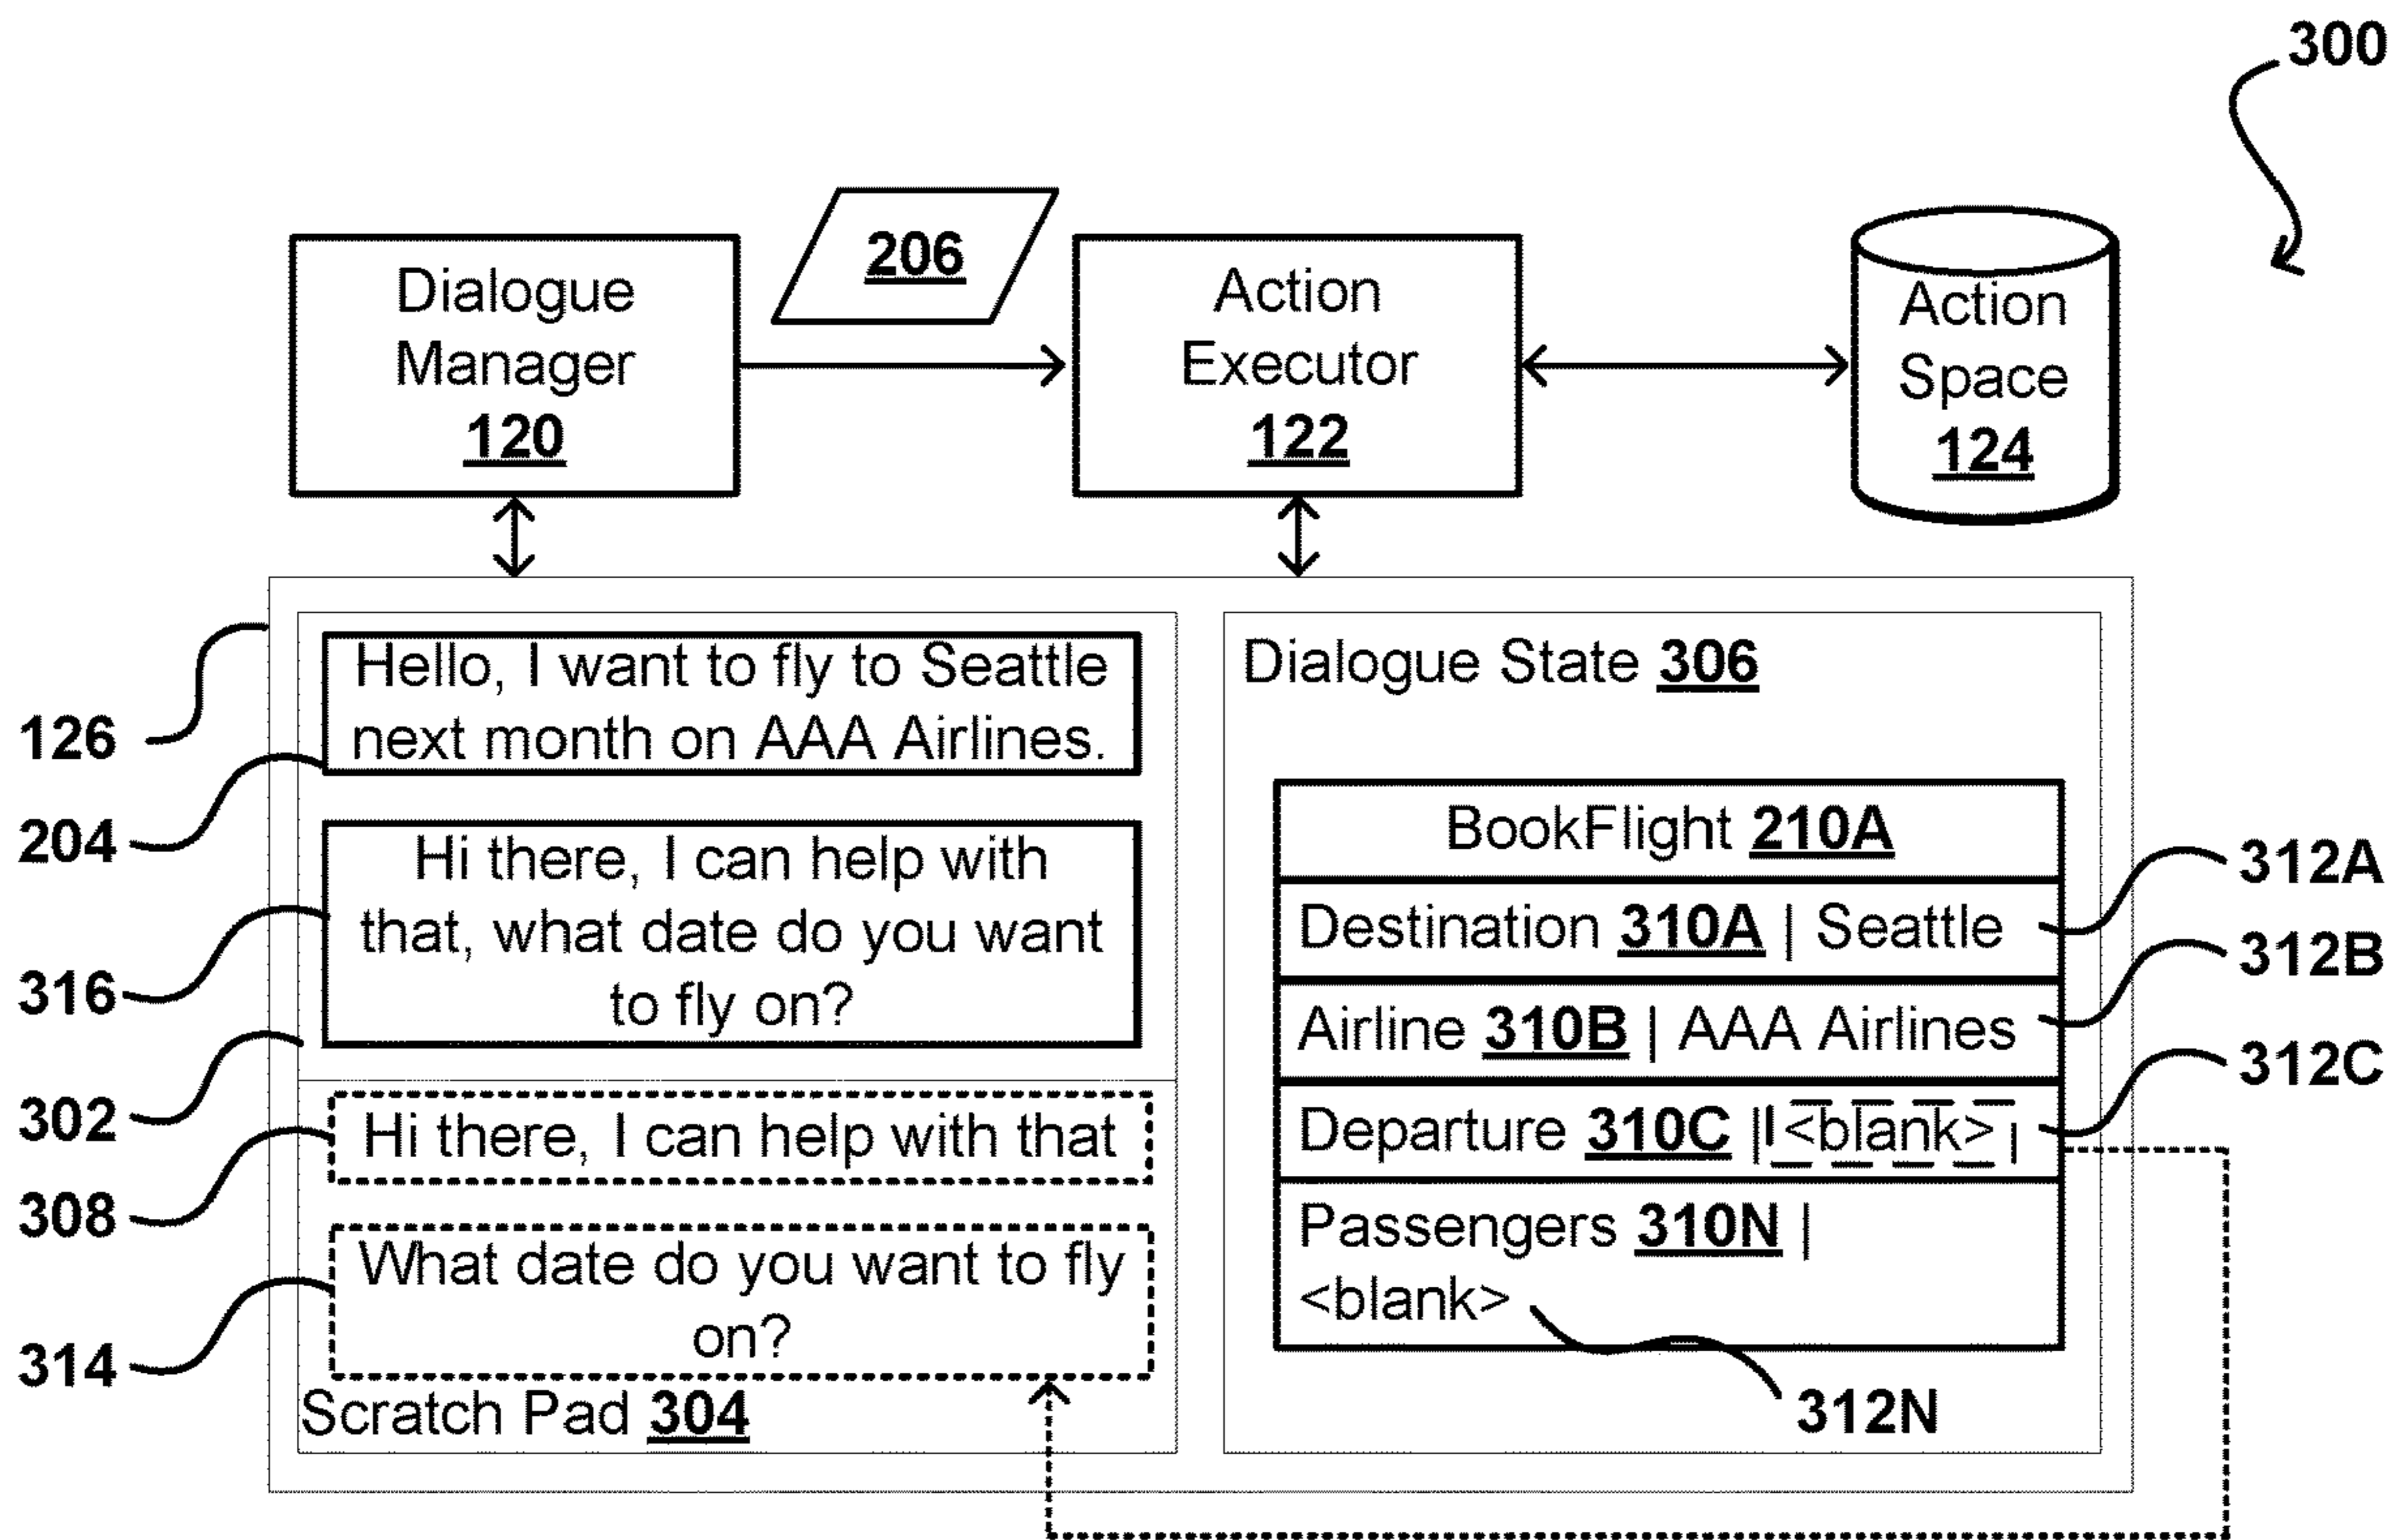 300
Dialogue
Manager
120
206
Action
Executor
122
Action
Space
124
126
204
316
302
308
314
Hello, I want to fly to Seattle
next month on AAA Airlines.
Hi there, I can help with
that, what date do you want
to fly on?
Hi there, I can help with that
What date do you want to fly
on?
Scratch Pad 304
Dialogue State 306
BookFlight 210A
Destination 310A | Seattle
Airline 310B | AAA Airlines
Departure 310C | <blank>
Passengers 310N |
<blank>
312A
312B
312C
312N